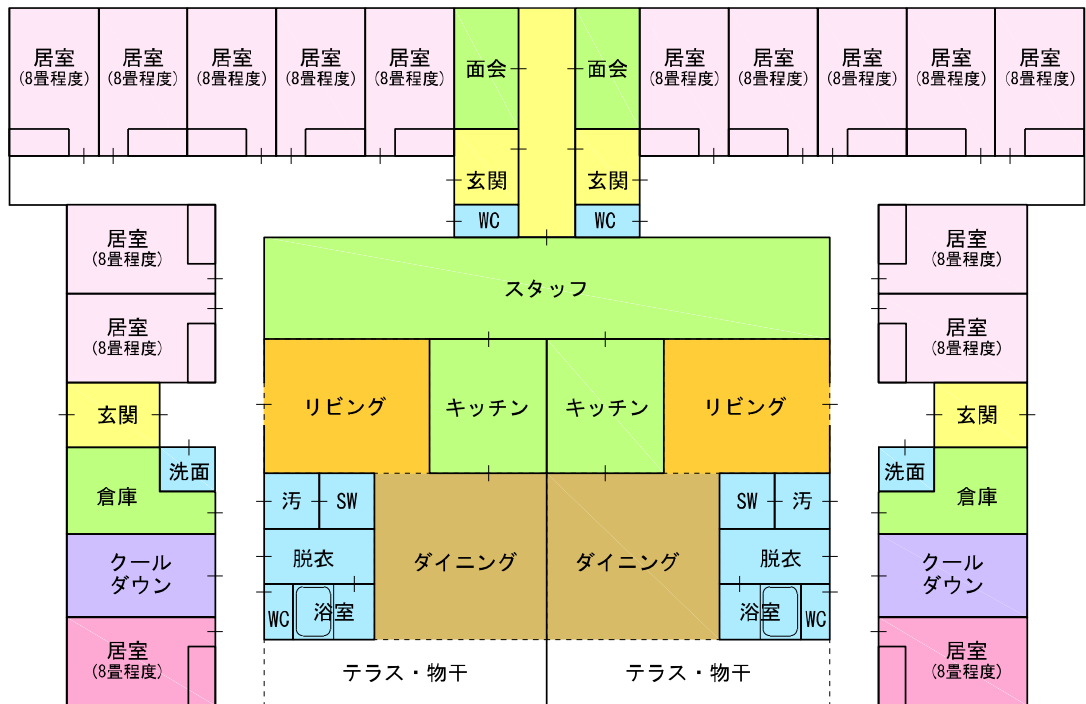 居室 居室 居室 居室 居室 面会 面会 居室 居室 居室 居室 居室
(8畳程度) (8畳程度) (8畳程度) (8畳程度) (8畳程度) (8畳程度) (8畳程度) (8畳程度) (8畳程度) (8畳程度)
玄関 玄関
WC WC
居室 居室
(8畳程度) (8畳程度)
スタッフ
居室 居室
(8畳程度) (8畳程度)
リビング キッチン キッチン リビング
玄関 玄関
洗面 洗面
倉庫 倉庫
汚 SW SW 汚
クール クール
ダウン ダウン
脱衣 ダイニング ダイニング 脱衣
WC 浴室 浴室 WC
居室 居室
(8畳程度) (8畳程度)
テラス・物干 テラス・物干